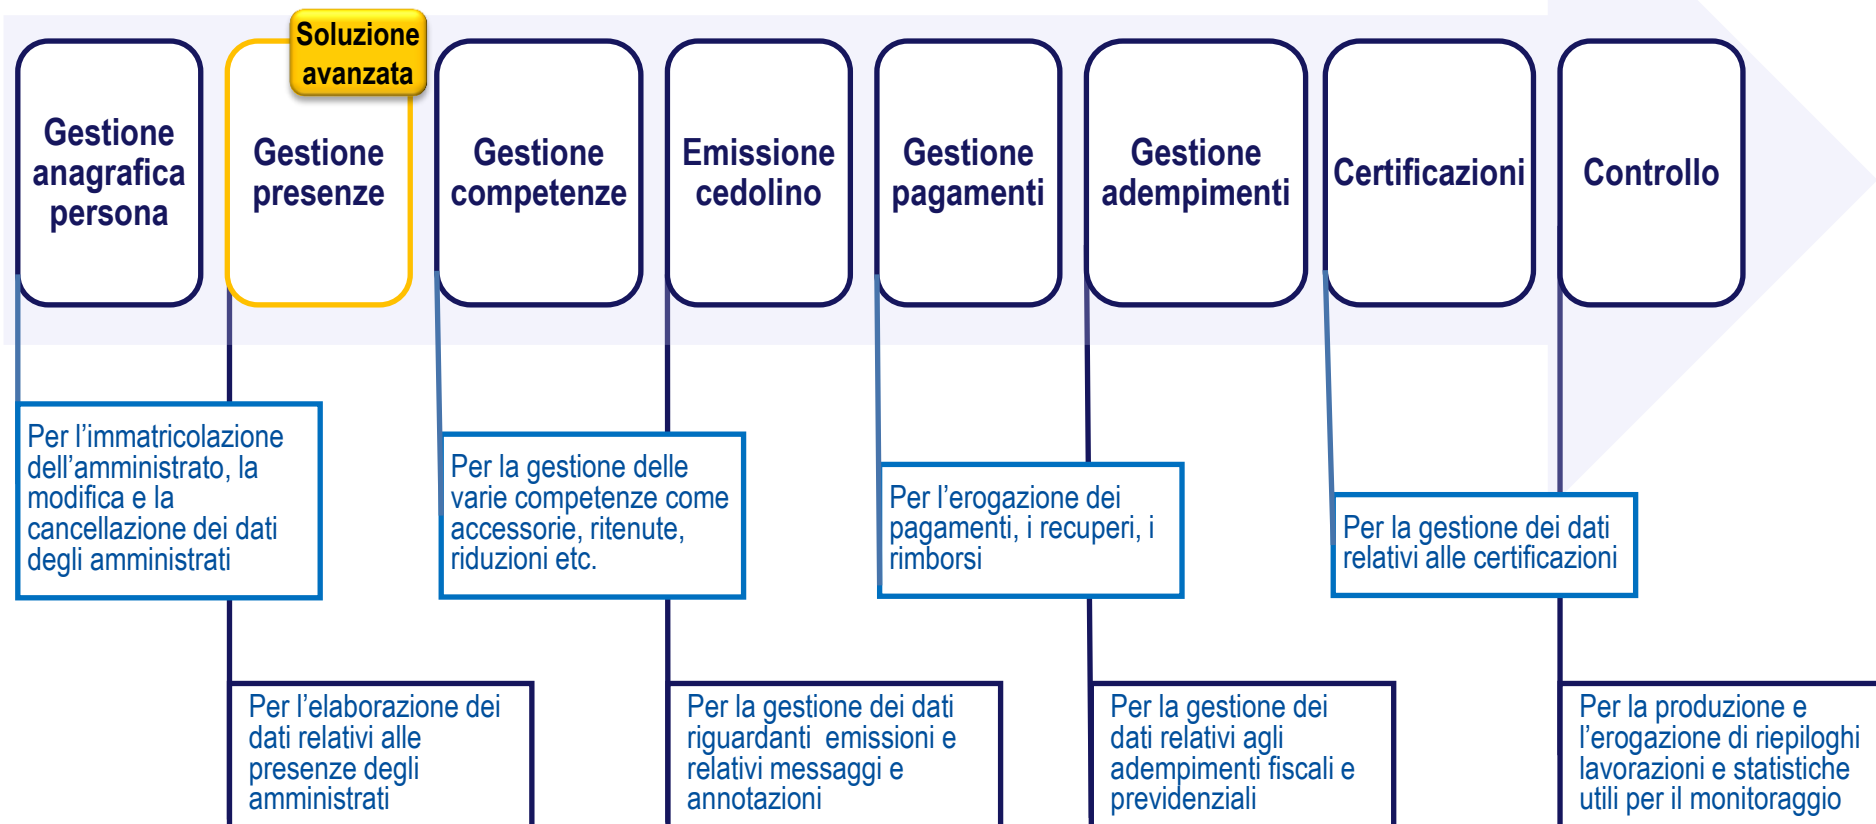 Soluzione
avanzata
Gestione
anagrafica
persona
Gestione
presenze
Gestione
competenze
Emissione
cedolino
Gestione
pagamenti
Gestione
adempimenti
Certificazioni
Controllo
Per l’immatricolazione
dell’amministrato, la
modifica e la
cancellazione dei dati
degli amministrati
Per la gestione delle
varie competenze come
accessorie, ritenute,
riduzioni etc.
Per l’erogazione dei
pagamenti, i recuperi, i
rimborsi
Per la gestione dei dati
relativi alle certificazioni
Per l’elaborazione dei
dati relativi alle
presenze degli
amministrati
Per la gestione dei dati
riguardanti  emissioni e
relativi messaggi e
annotazioni
Per la gestione dei
dati relativi agli
adempimenti fiscali e
previdenziali
Per la produzione e
l’erogazione di riepiloghi
lavorazioni e statistiche
utili per il monitoraggio